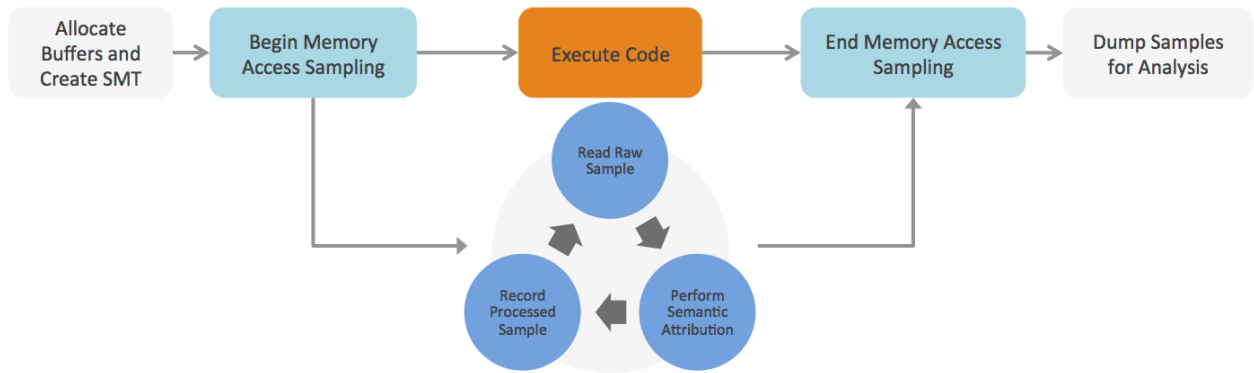 Allocate
Buffers and
Create SMT
Begin Memory
Access Sampling
Execute Code
End Memory Access
Sampling
Dump Samples
for Analysis
Read Raw
Sample
Perform
Semantic
Attribution
Record
Processed
Sample